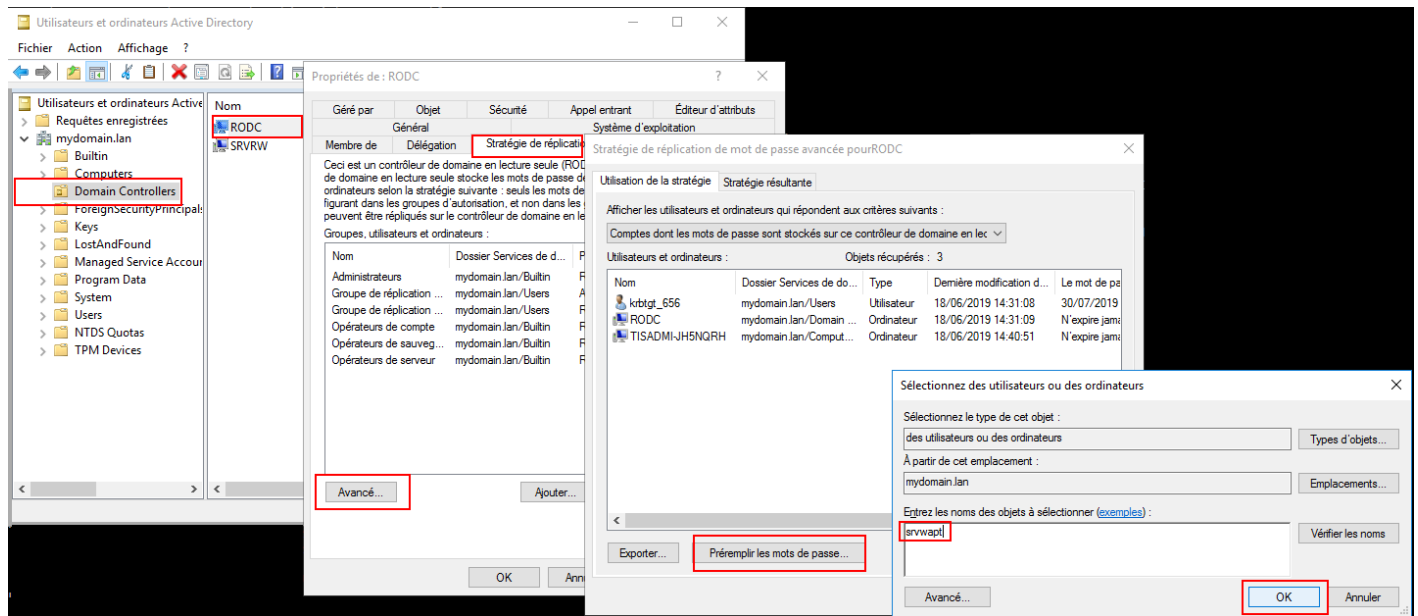 Utilisateurs et ordinateurs Active Directory
Fichier Action Affichage ?
Utilisateurs et ordinateurs Active
Requêtes enregistrées
mydomain.lan
Builtin
Computers
Domain Controllers
ForeignSecurityPrincipals
Keys
LostAndFound
Managed Service Accour
Program Data
System
Users
NTDS Quotas
TPM Devices
Nom
RODC
SRVRW
Propriétés de : RODC ?
Géré par Objet Sécurité Appel entrant Éditeur d'attributs
Général Système d'exploitation
Membre de Délégation Stratégie de réplicatio
Ceci est un contrôleur de domaine en lecture seule (ROD
de domaine en lecture seule stocke les mots de passe d
ordinateurs selon la stratégie suivante : seuls les mots de
figurant dans les groupes d'autorisation, et non dans les
peuvent être répliqués sur le contrôleur de domaine en le
Groupes, utilisateurs et ordinateurs :
Nom Dossier Services de d... P
Administrateurs mydomain.lan/Builtin R
Groupe de réplication ... mydomain.lan/Users A
Groupe de réplication ... mydomain.lan/Users R
Opérateurs de compte mydomain.lan/Builtin R
Opérateurs de sauveg... mydomain.lan/Builtin R
Opérateurs de serveur mydomain.lan/Builtin R
Avancé... Ajouter...
OK Ann
Stratégie de réplication de mot de passe avancée pourRODC
Utilisation de la stratégie Stratégie résultante
Afficher les utilisateurs et ordinateurs qui répondent aux critères suivants :
Comptes dont les mots de passe sont stockés sur ce contrôleur de domaine en lec
Utilisateurs et ordinateurs : Objets récupérés : 3
Nom Dossier Services de do... Type Dernière modification d... Le mot de pa
krbtgt_656 mydomain.lan/Users Utilisateur 18/06/2019 14:31:08 30/07/2019
RODC mydomain.lan/Domain ... Ordinateur 18/06/2019 14:31:09 N'expire jama
TISADMI-JH5NQRH mydomain.lan/Comput... Ordinateur 18/06/2019 14:40:51 N'expire jama
Exporter... Préremplir les mots de passe...
Sélectionnez des utilisateurs ou des ordinateurs
Sélectionnez le type de cet objet :
des utilisateurs ou des ordinateurs Types d'objets...
À partir de cet emplacement :
mydomain.lan Emplacements...
Entrez les noms des objets à sélectionner (exemples) :
srvwapt Vérifier les noms
Avancé... OK Annuler